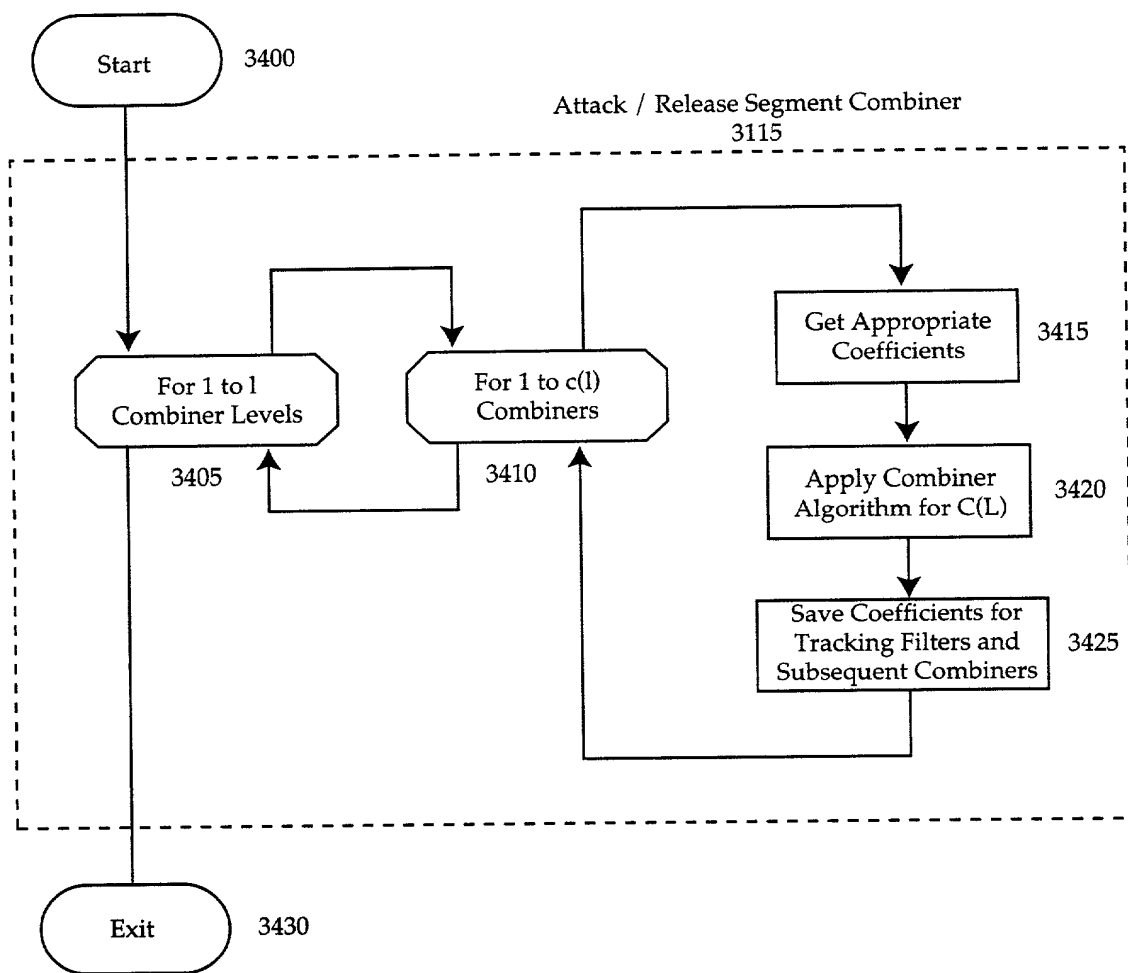 Start
3400
Attack / Release Segment Combiner
3115
For 1 to l
Combiner Levels
3405
For 1 to c(l)
Combiners
3410
Get Appropriate
Coefficients
3415
Apply Combiner
Algorithm for C(L)
3420
Save Coefficients for
Tracking Filters and
Subsequent Combiners
3425
Exit
3430